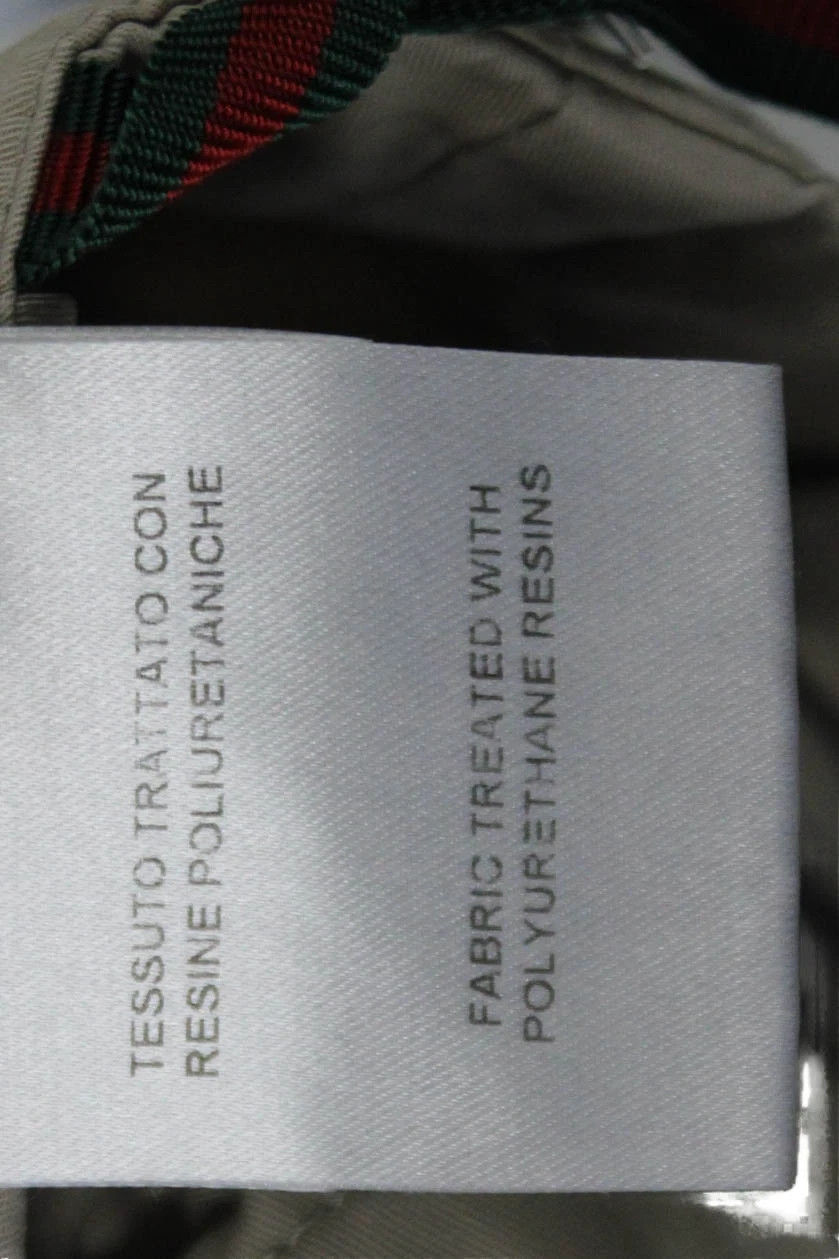 TESSUTO TRATTATO CON
RESINE POLIURETANICHE
FABRIC TREATED WITH
POLYURETHANE RESINS